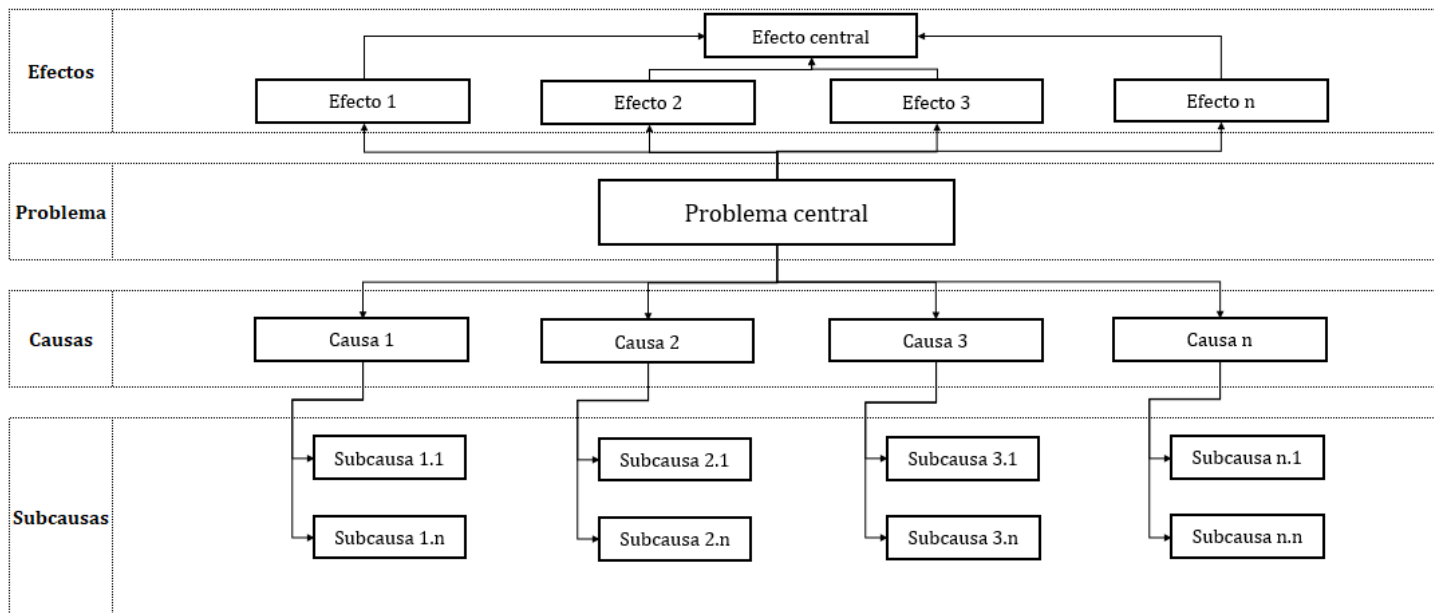 Efectos
Efecto central
Efecto 1
Efecto 2
Efecto 3
Efecto n
Problema
Problema central
Causas
Causa 1
Causa 2
Causa 3
Causa n
Subcausas
Subcausa 1.1
Subcausa 2.1
Subcausa 3.1
Subcausa n.1
Subcausa 1.n
Subcausa 2.n
Subcausa 3.n
Subcausa n.n